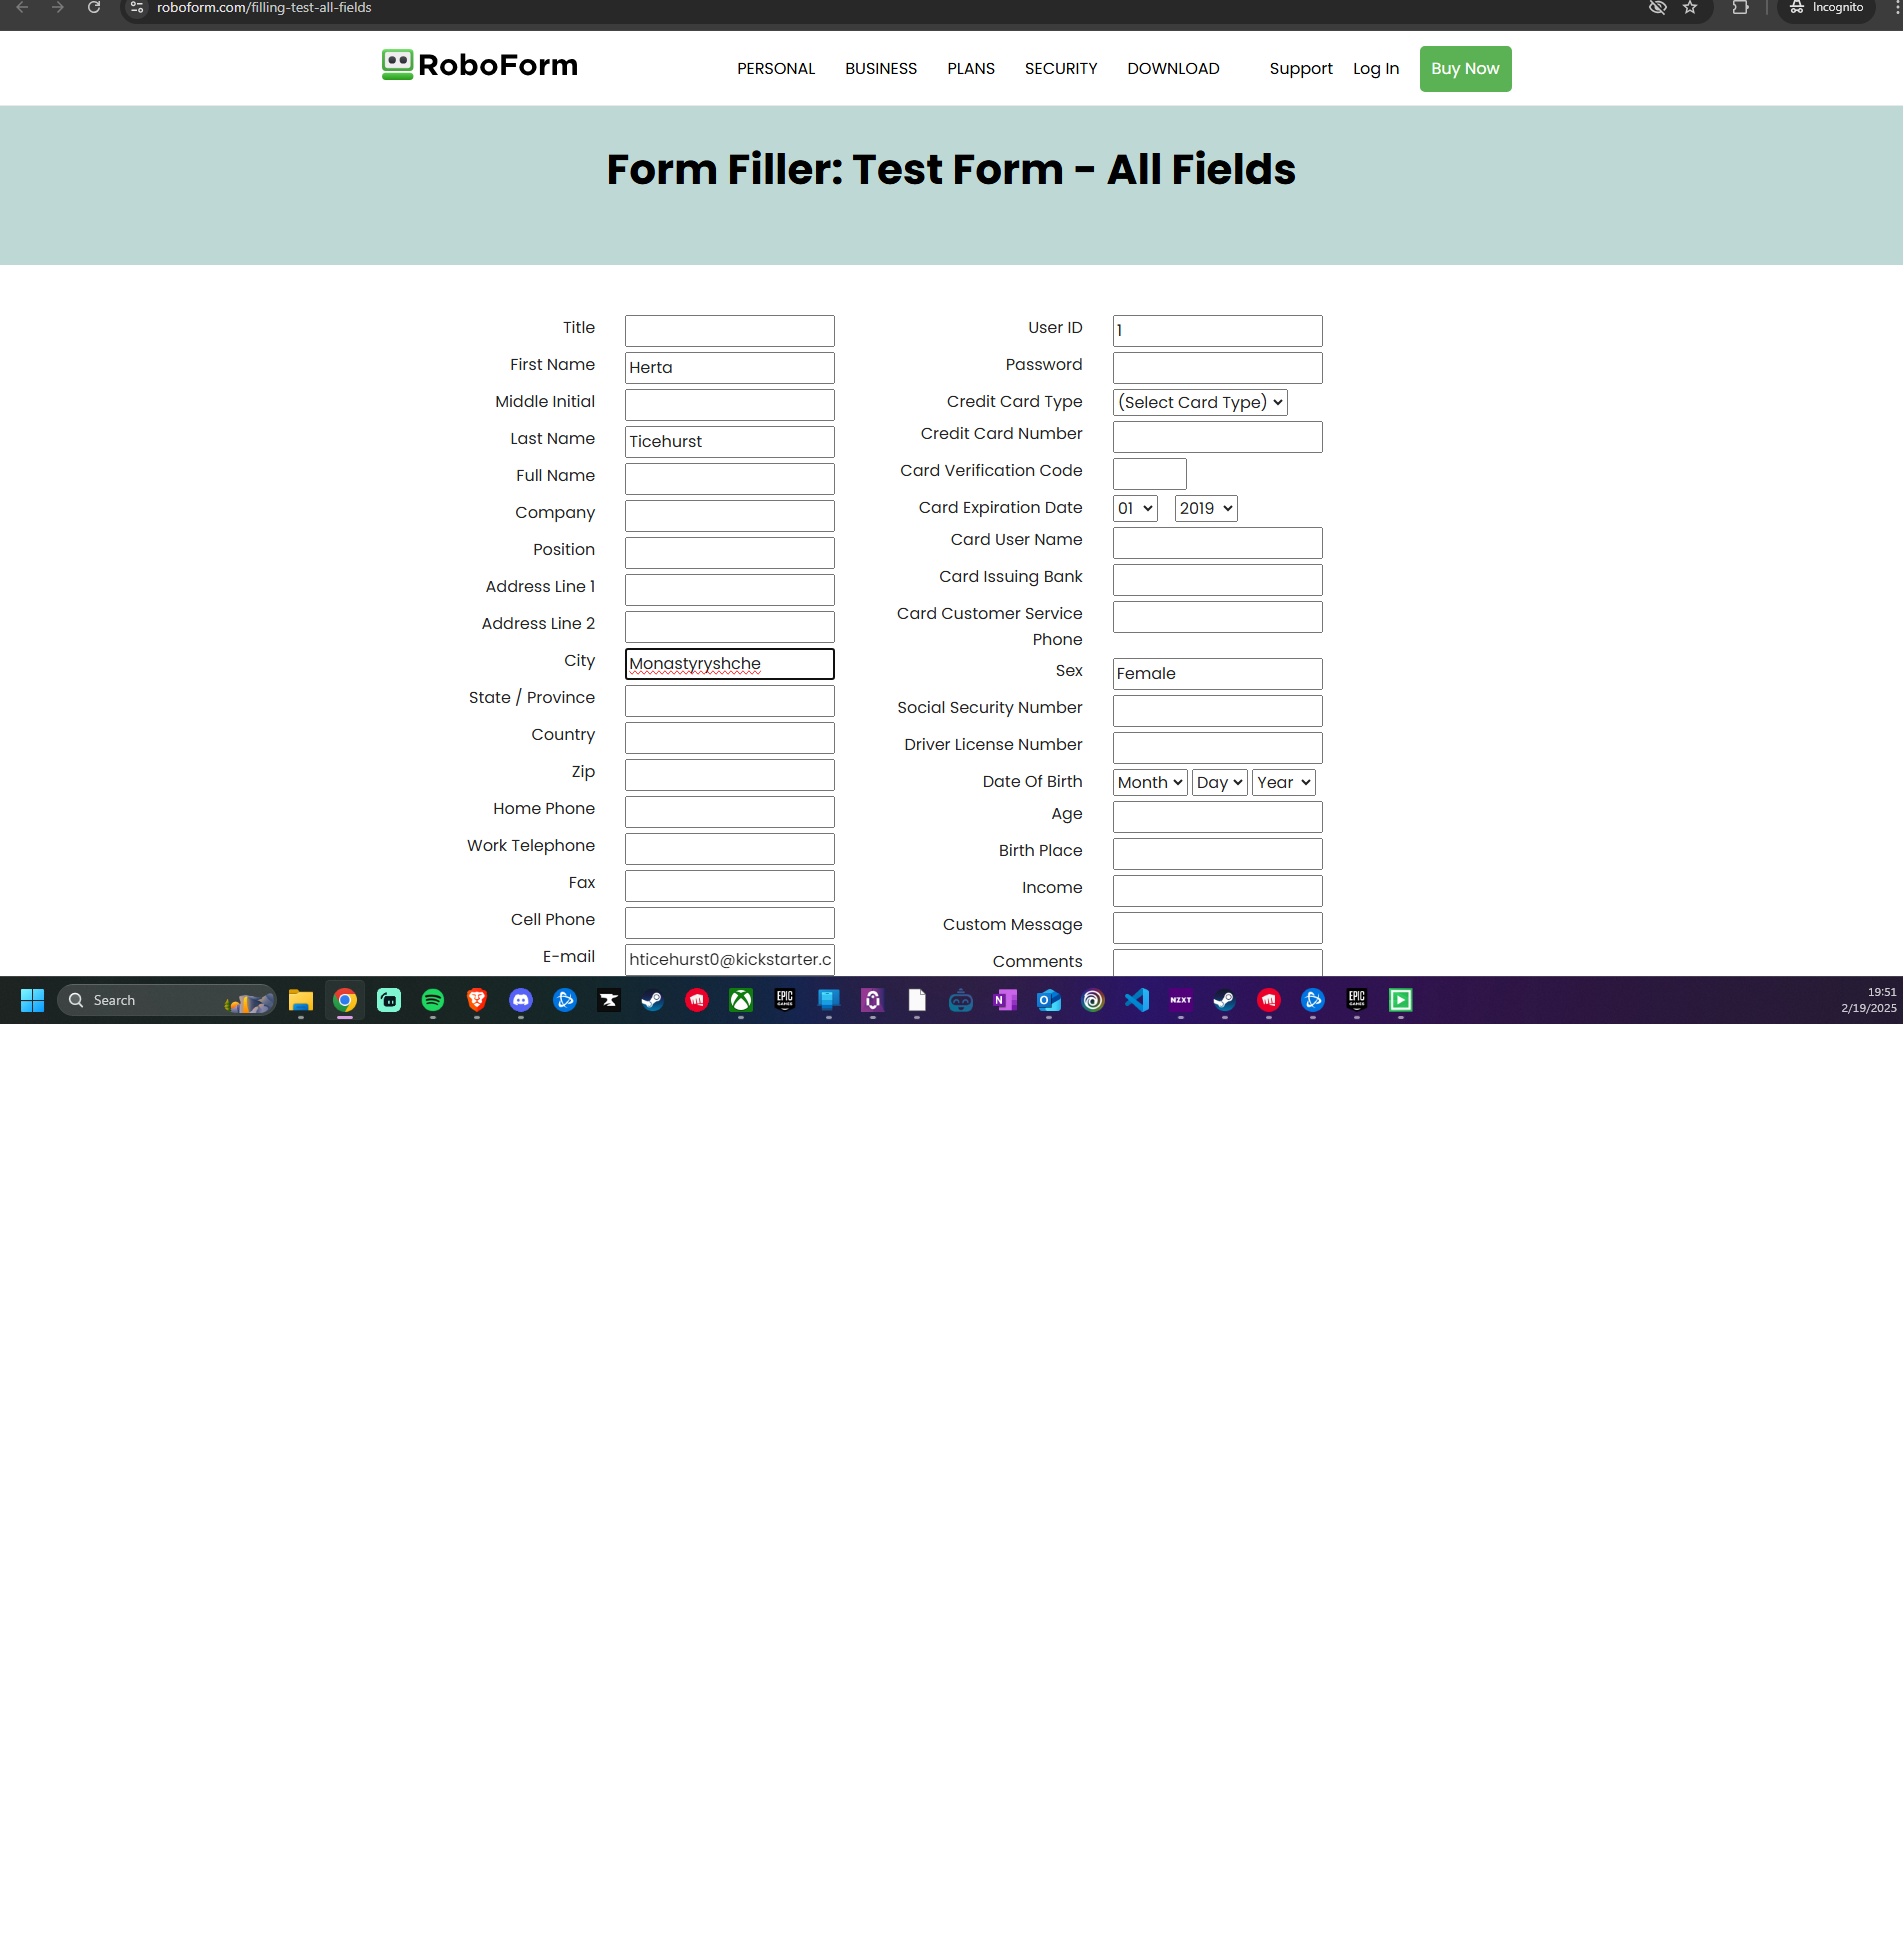 roboform.com/filling-test-all-fields
Incognito
RoboForm
PERSONAL BUSINESS PLANS SECURITY DOWNLOAD Support Log In Buy Now
Form Filler: Test Form - All Fields
Title
First Name Herta
Middle Initial
Last Name Ticehurst
Full Name
Company
Position
Address Line 1
Address Line 2
City Monastyryshche
State / Province
Country
Zip
Home Phone
Work Telephone
Fax
Cell Phone
E-mail hticehurst0@kickstarter.c
User ID 1
Password
Credit Card Type (Select Card Type)
Credit Card Number
Card Verification Code
Card Expiration Date 01 2019
Card User Name
Card Issuing Bank
Card Customer Service
Phone
Sex Female
Social Security Number
Driver License Number
Date Of Birth Month Day Year
Age
Birth Place
Income
Custom Message
Comments
Search
EPIC
GAMES
N
O
NZXT
EPIC
GAMES
19:51
2/19/2025